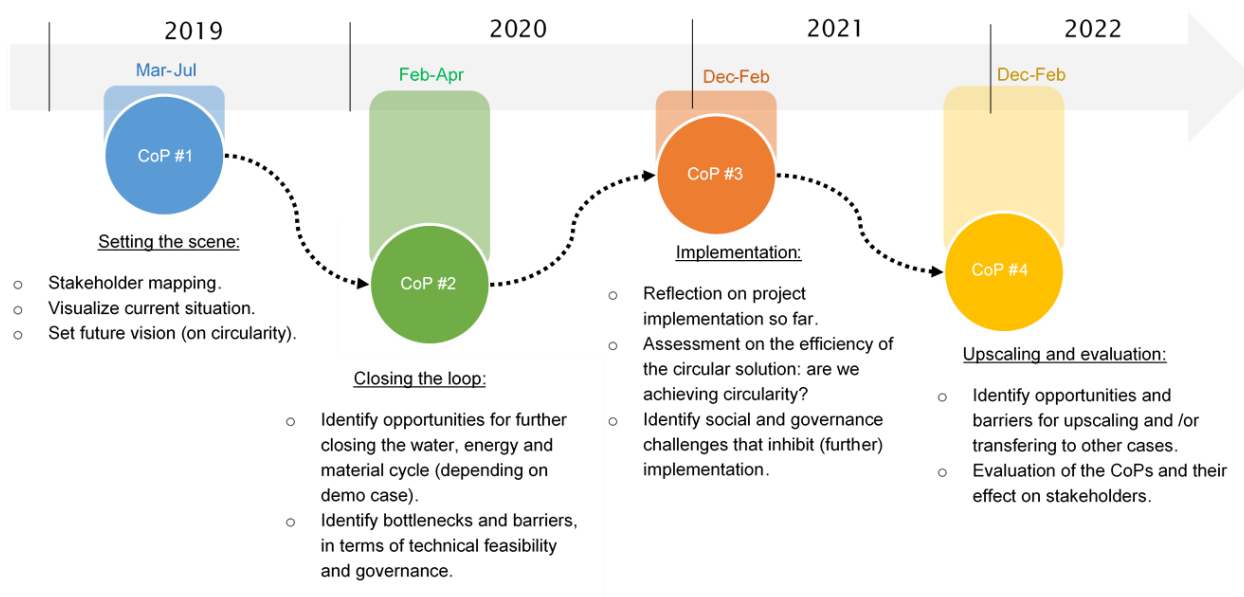 2019
2020
2021
2022
Mar-Jul
Feb-Apr
Dec-Feb
Dec-Feb
CoP #1
Setting the scene:
o Stakeholder mapping.
o Visualize current situation.
o Set future vision (on circularity).
CoP #2
Closing the loop:
o Identify opportunities for further
closing the water, energy and
material cycle (depending on
demo case).
o Identify bottlenecks and barriers,
in terms of technical feasibility
and governance.
CoP #3
Implementation:
o Reflection on project
implementation so far.
o Assessment on the efficiency of
the circular solution: are we
achieving circularity?
o Identify social and governance
challenges that inhibit (further)
implementation.
CoP #4
Upscaling and evaluation:
o Identify opportunities and
barriers for upscaling and /or
transfering to other cases.
o Evaluation of the CoPs and their
effect on stakeholders.